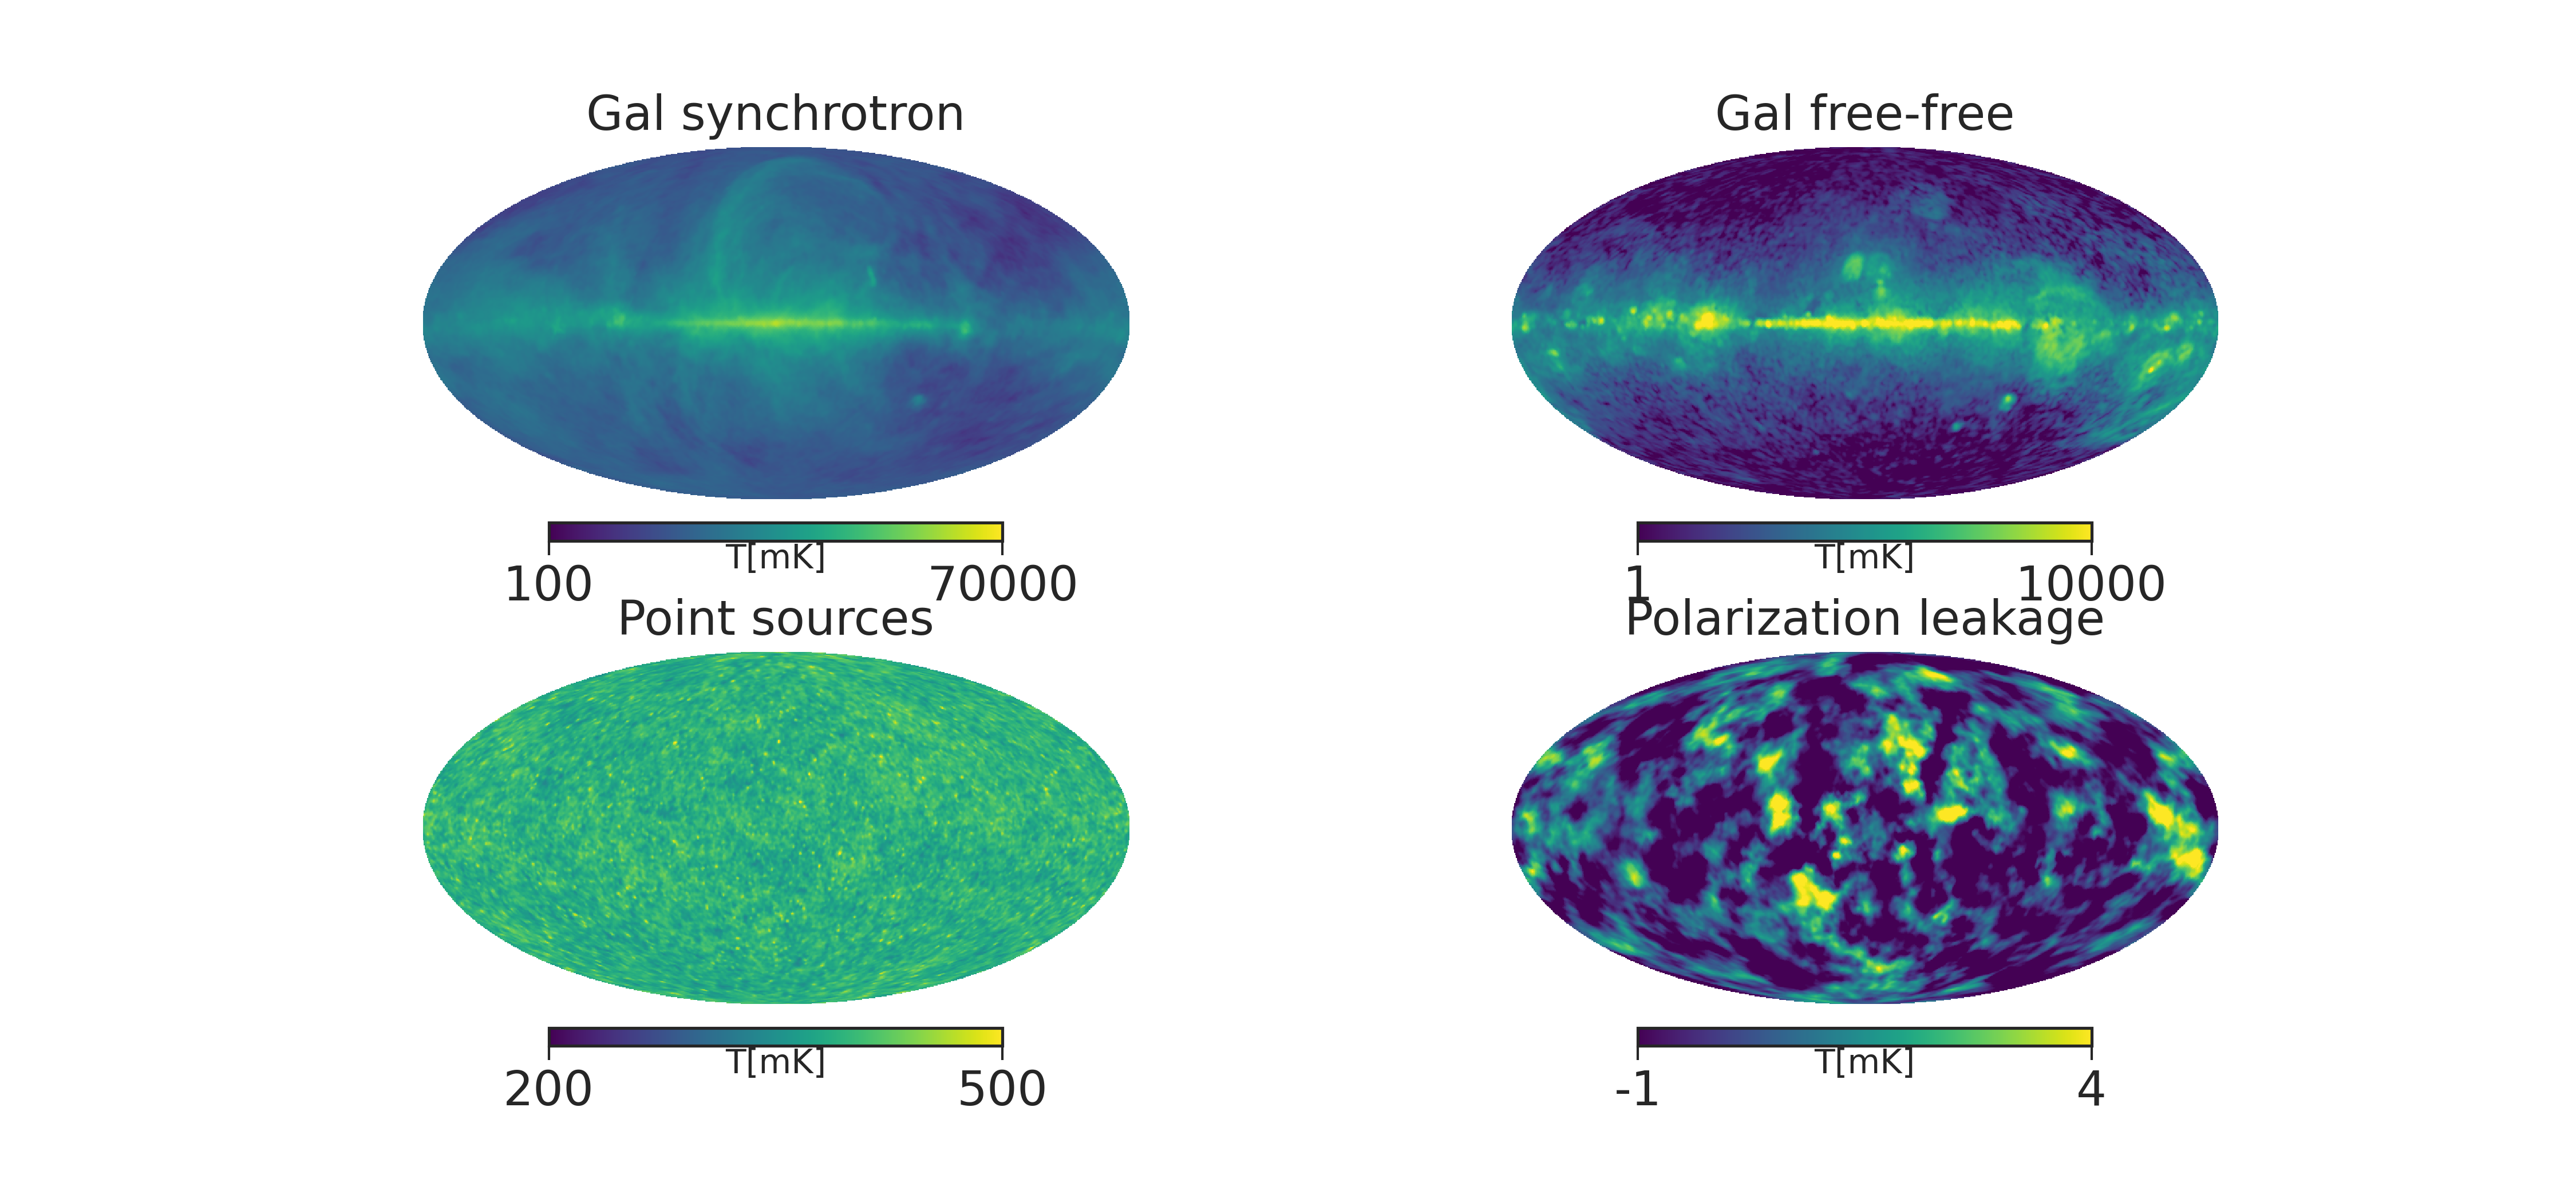 Gal synchrotron
Gal free-free
T[mK]
100 70000
T[mK]
1 10000
Point sources
Polarization leakage
T[mK]
200 500
T[mK]
-1 4